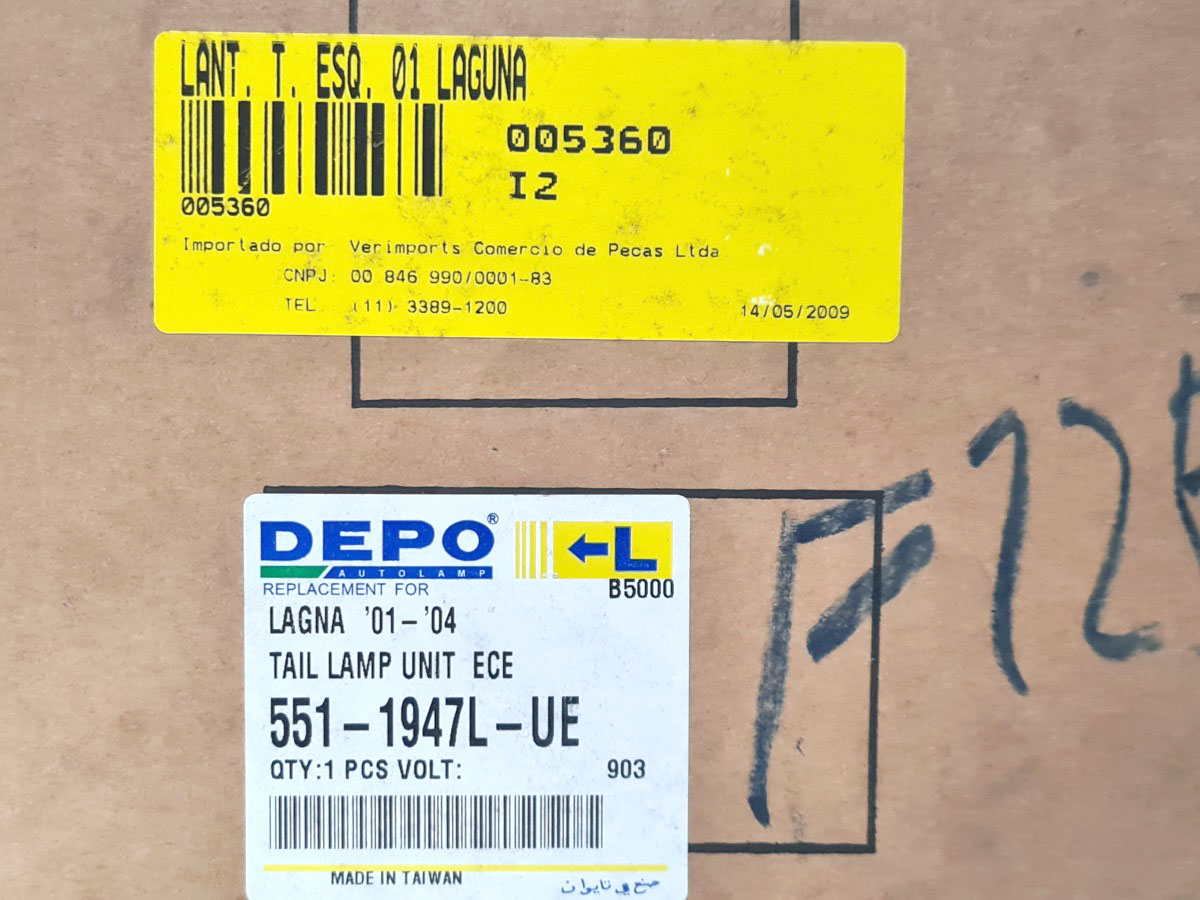 LANT. T. ESQ. 01 LAGUNA
005360
I2
005360
Importado por: Verimports Comercio de Pecas Ltda.
CNPJ: 00 846 990/0001-83
TEL. (11) 3389-1200
14/05/2009
DEPO®
AUTOLAMP
L
REPLACEMENT FOR
B5000
LAGNA '01-'04
TAIL LAMP UNIT ECE
551-1947L-UE
QTY:1 PCS VOLT: 903
MADE IN TAIWAN
صنع في تايوان
F-12